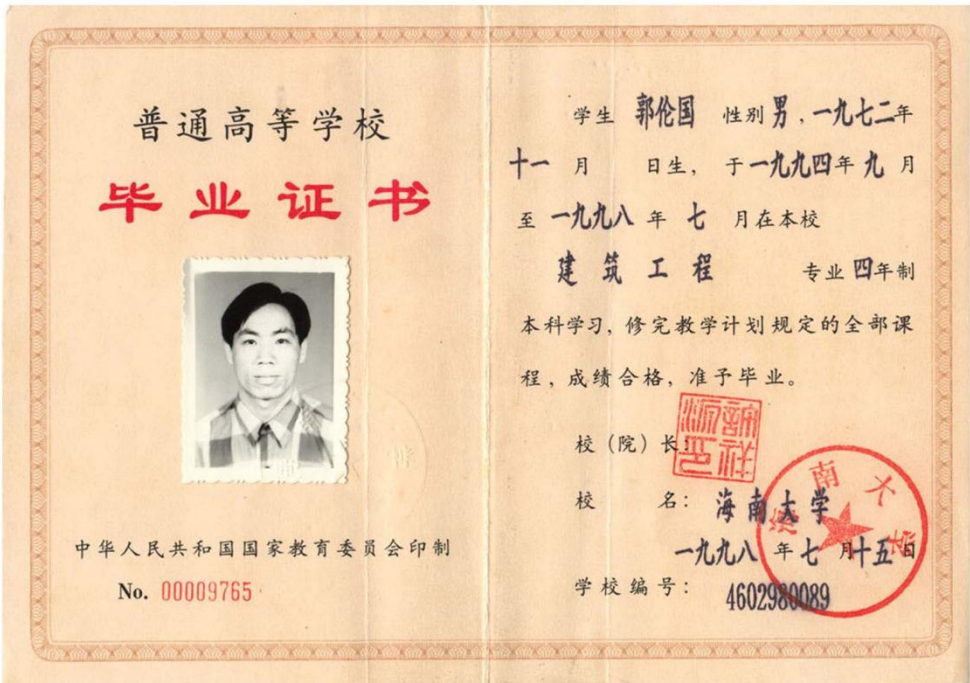 普通高等学校
毕业证书
中华人民共和国国家教育委员会印制
No. 00009765
学生 郭伦国 性别 男，一九七二年
十一 月 日生，于一九九四年 九 月
至 一九九八 年 七 月在本校
建 筑 工 程 专业 四年制
本科学习，修完教学计划规定的全部课
程，成绩合格，准予毕业。
校（院）长：
校 名：海南大学
海南大学
一九九八 年 七 月十五日
学校编号：4602980089